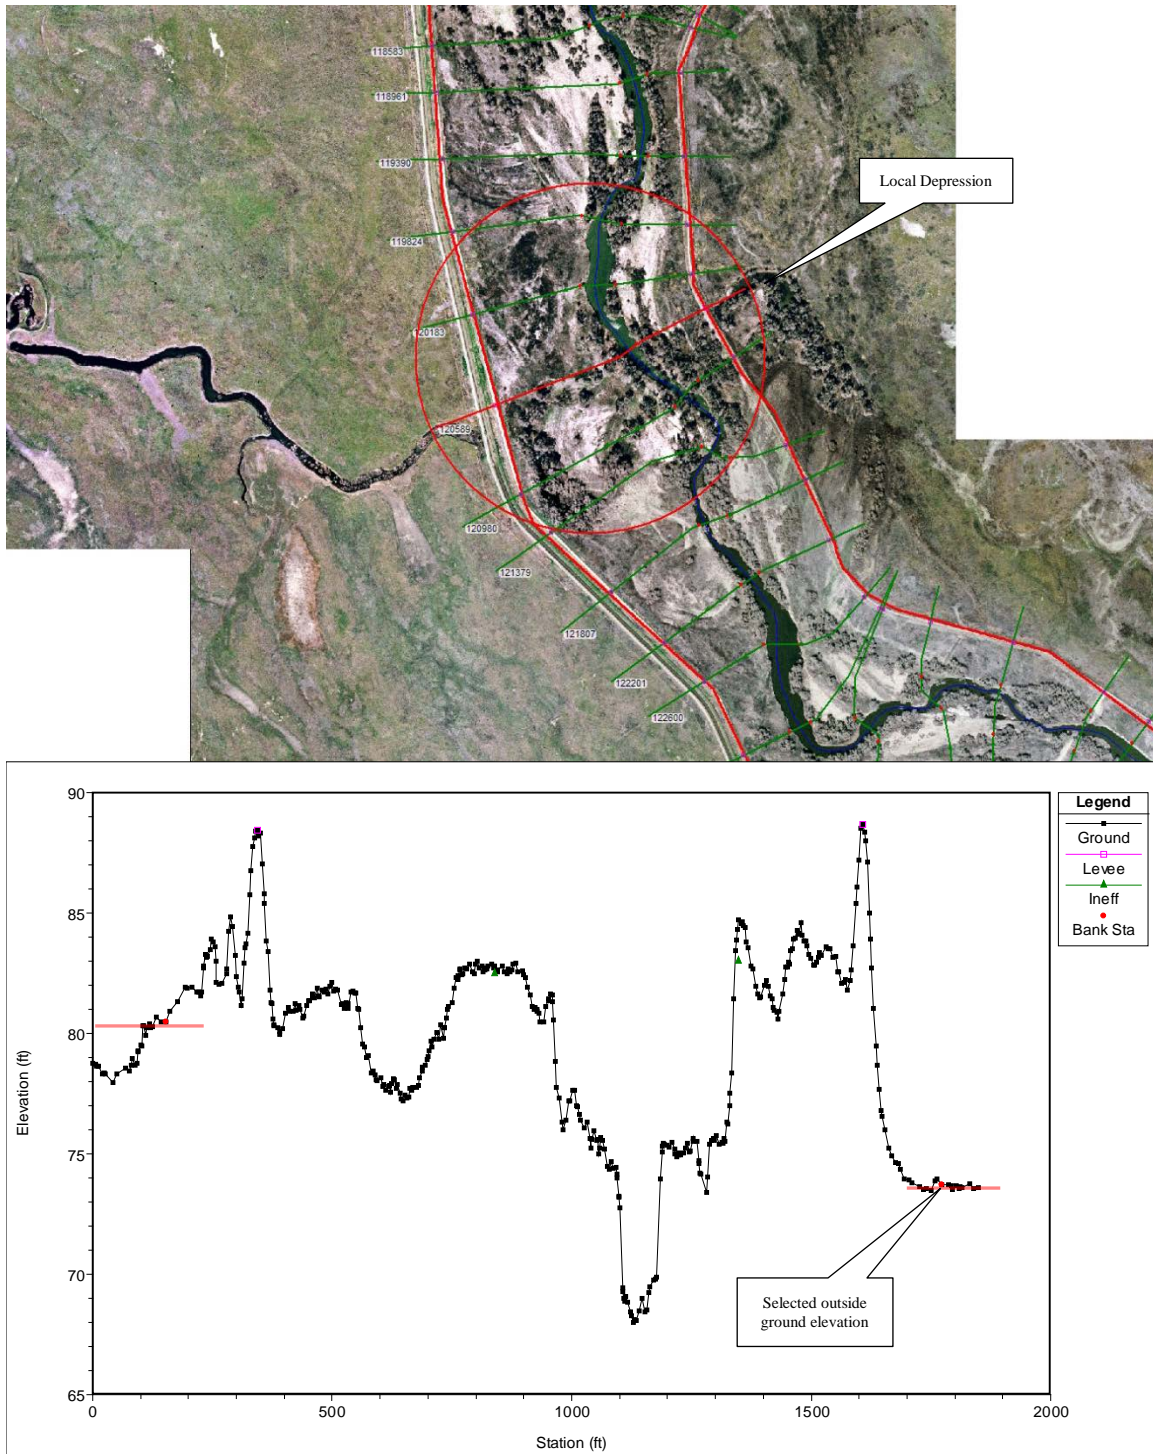 118583
118961
119390
Local Depression
119824
120183
120589
120980
121379
121807
122201
122600
90
85
80
75
70
65
Elevation (ft)
0
500
1000
1500
2000
Station (ft)
Legend
Ground
Levee
Ineff
Bank Sta
Selected outside
ground elevation